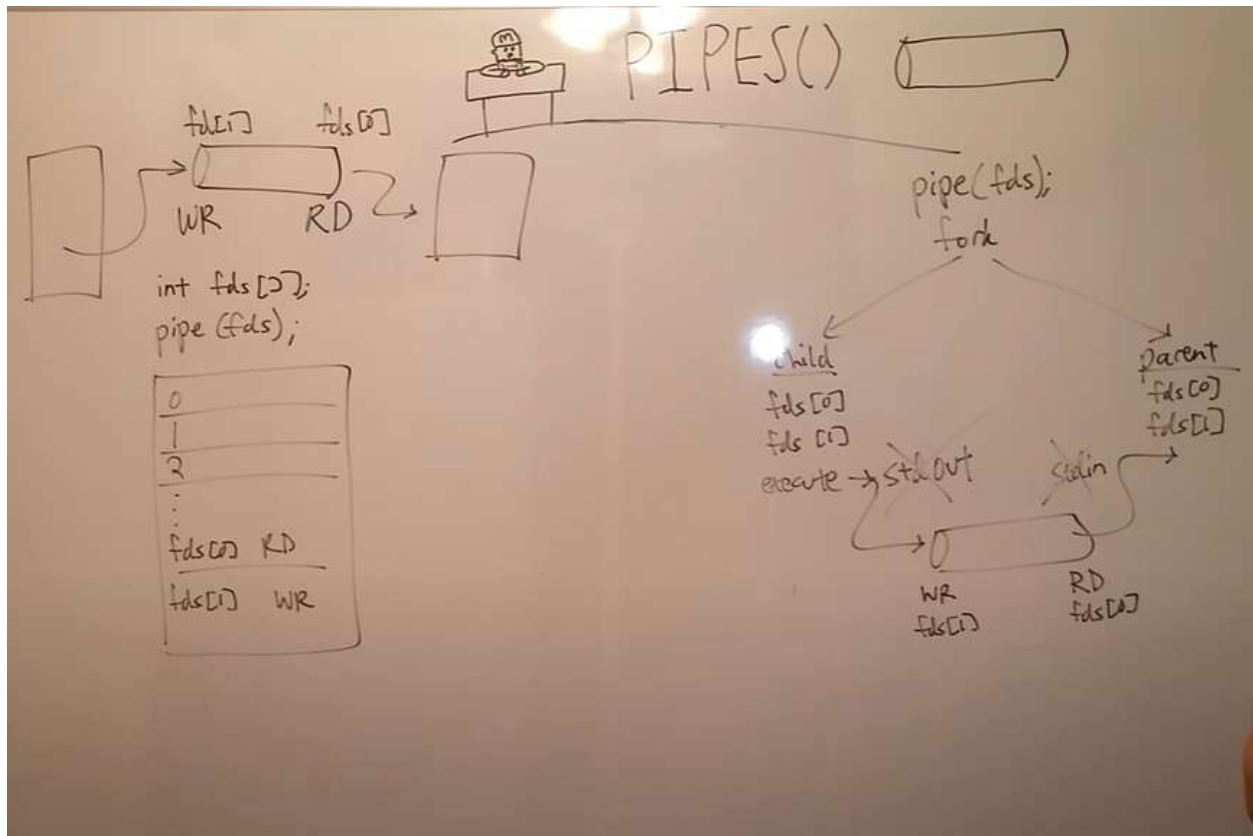 M
PIPES()
fd[1] fds[0]
WR RD
int fds[2];
pipe(fds);
0
1
2
fds[0] RD
fds[1] WR
pipe(fds);
fork
child
fds[0]
fds[1]
execute
stdout
parent
fds[0]
fds[1]
stdin
WR
fds[1]
RD
fds[0]